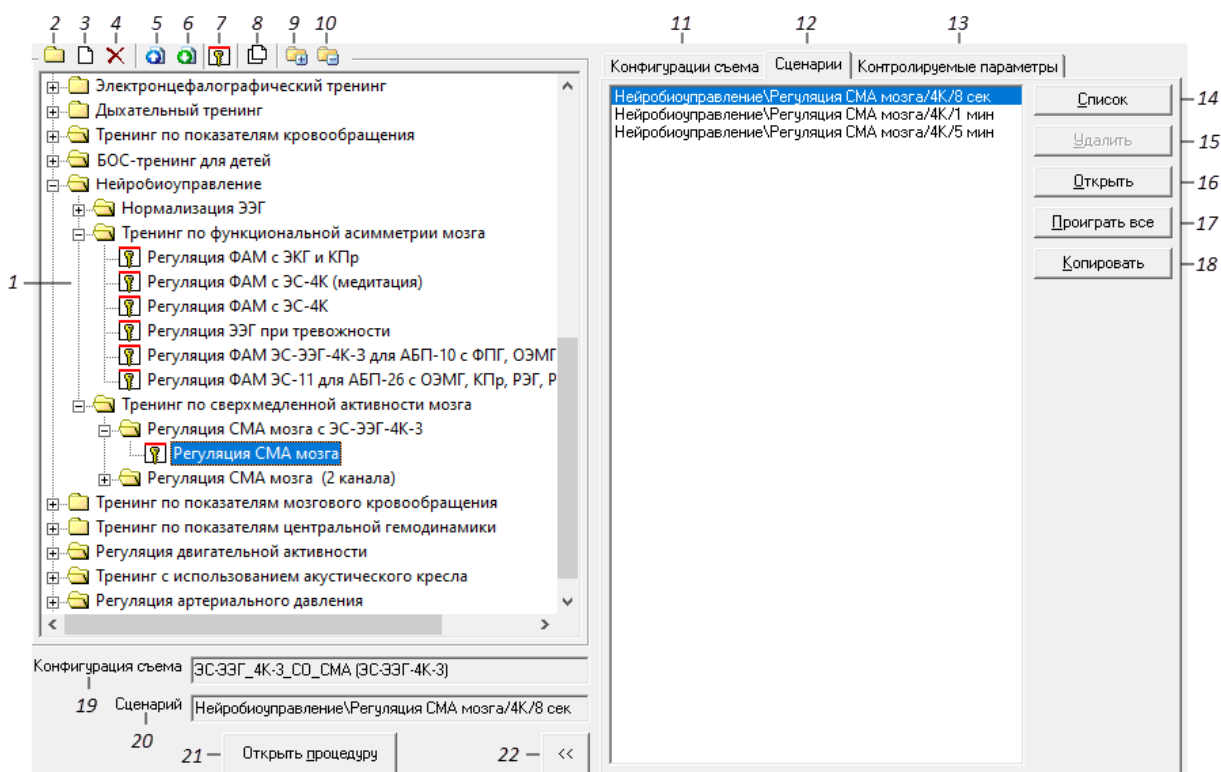 2 3 4 5 6 7 8 9 10 11 12 13
Конфигурации съема Сценарии Контролируемые параметры
Электронцефалографический тренинг
Дыхательный тренинг
Тренинг по показателям кровообращения
БОС-тренинг для детей
Нейробиоуправление
Нормализация ЭЭГ
Тренинг по функциональной асимметрии мозга
Регуляция ФАМ с ЭКГ и КПр
1
Регуляция ФАМ с ЭС-4К (медитация)
Регуляция ФАМ с ЭС-4К
Регуляция ЭЭГ при тревожности
Регуляция ФАМ ЭС-ЭЭГ-4К-3 для АБП-10 с ФПГ, ОЭМГ
Регуляция ФАМ ЭС-11 для АБП-26 с ОЭМГ, КПр, РЭГ, Р
Тренинг по сверхмедленной активности мозга
Регуляция СМА мозга с ЭС-ЭЭГ-4К-3
Регуляция СМА мозга
Регуляция СМА мозга (2 канала)
Тренинг по показателям мозгового кровообращения
Тренинг по показателям центральной гемодинамики
Регуляция двигательной активности
Тренинг с использованием акустического кресла
Регуляция артериального давления
Нейробиоуправление\Регуляция СМА мозга/4К/8 сек
Нейробиоуправление\Регуляция СМА мозга/4К/1 мин
Нейробиоуправление\Регуляция СМА мозга/4К/5 мин
Список 14
Удалить 15
Открыть 16
Проиграть все 17
Копировать 18
Конфигурация съема ЭС-ЭЭГ_4К-3_СО_СМА (ЭС-ЭЭГ-4К-3)
19
Сценарий Нейробиоуправление\Регуляция СМА мозга/4К/8 сек
20
21 Открыть процедуру 22 <<